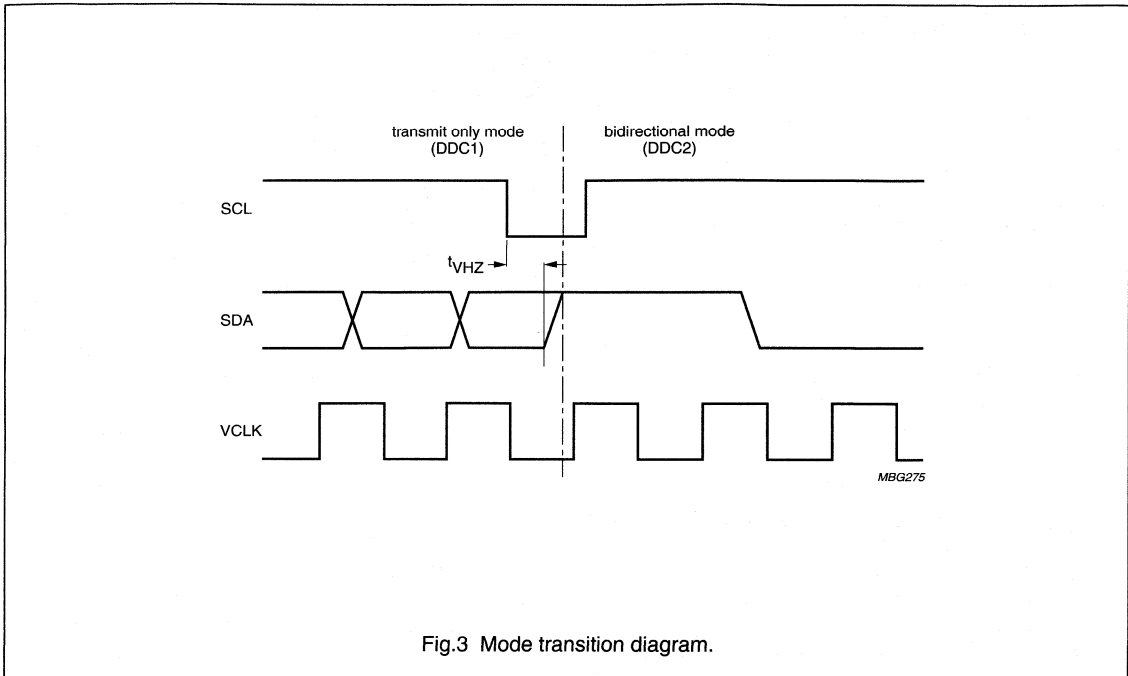 transmit only mode
(DDC1)
bidirectional mode
(DDC2)
SCL
tVHZ
SDA
VCLK
MBG275
Fig.3 Mode transition diagram.